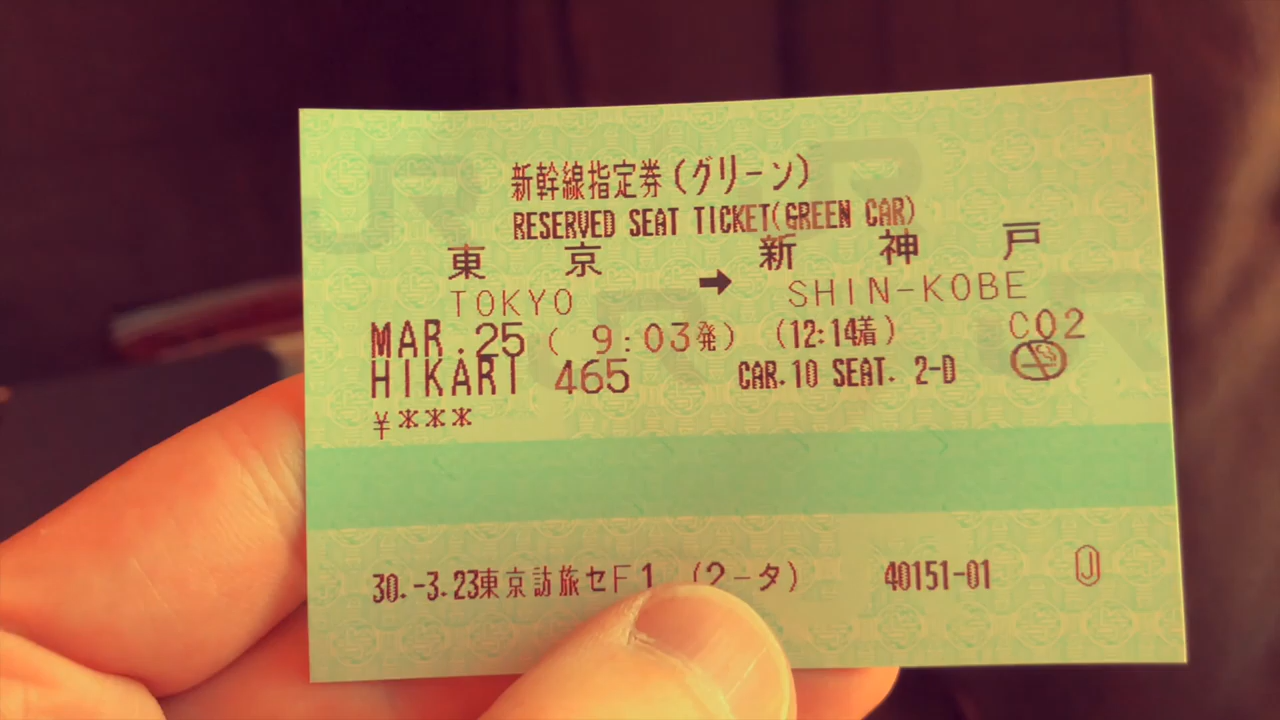 新幹線指定券(グリーン)
RESERVED SEAT TICKET(GREEN CAR)
東京 → 新神戸
TOKYO SHIN-KOBE
MAR.25 ( 9:03発) (12:14着) C02
HIKARI 465 CAR.10 SEAT. 2-D
¥***
30.-3.23東京訪旅セF1 (2-タ) 40151-01 J